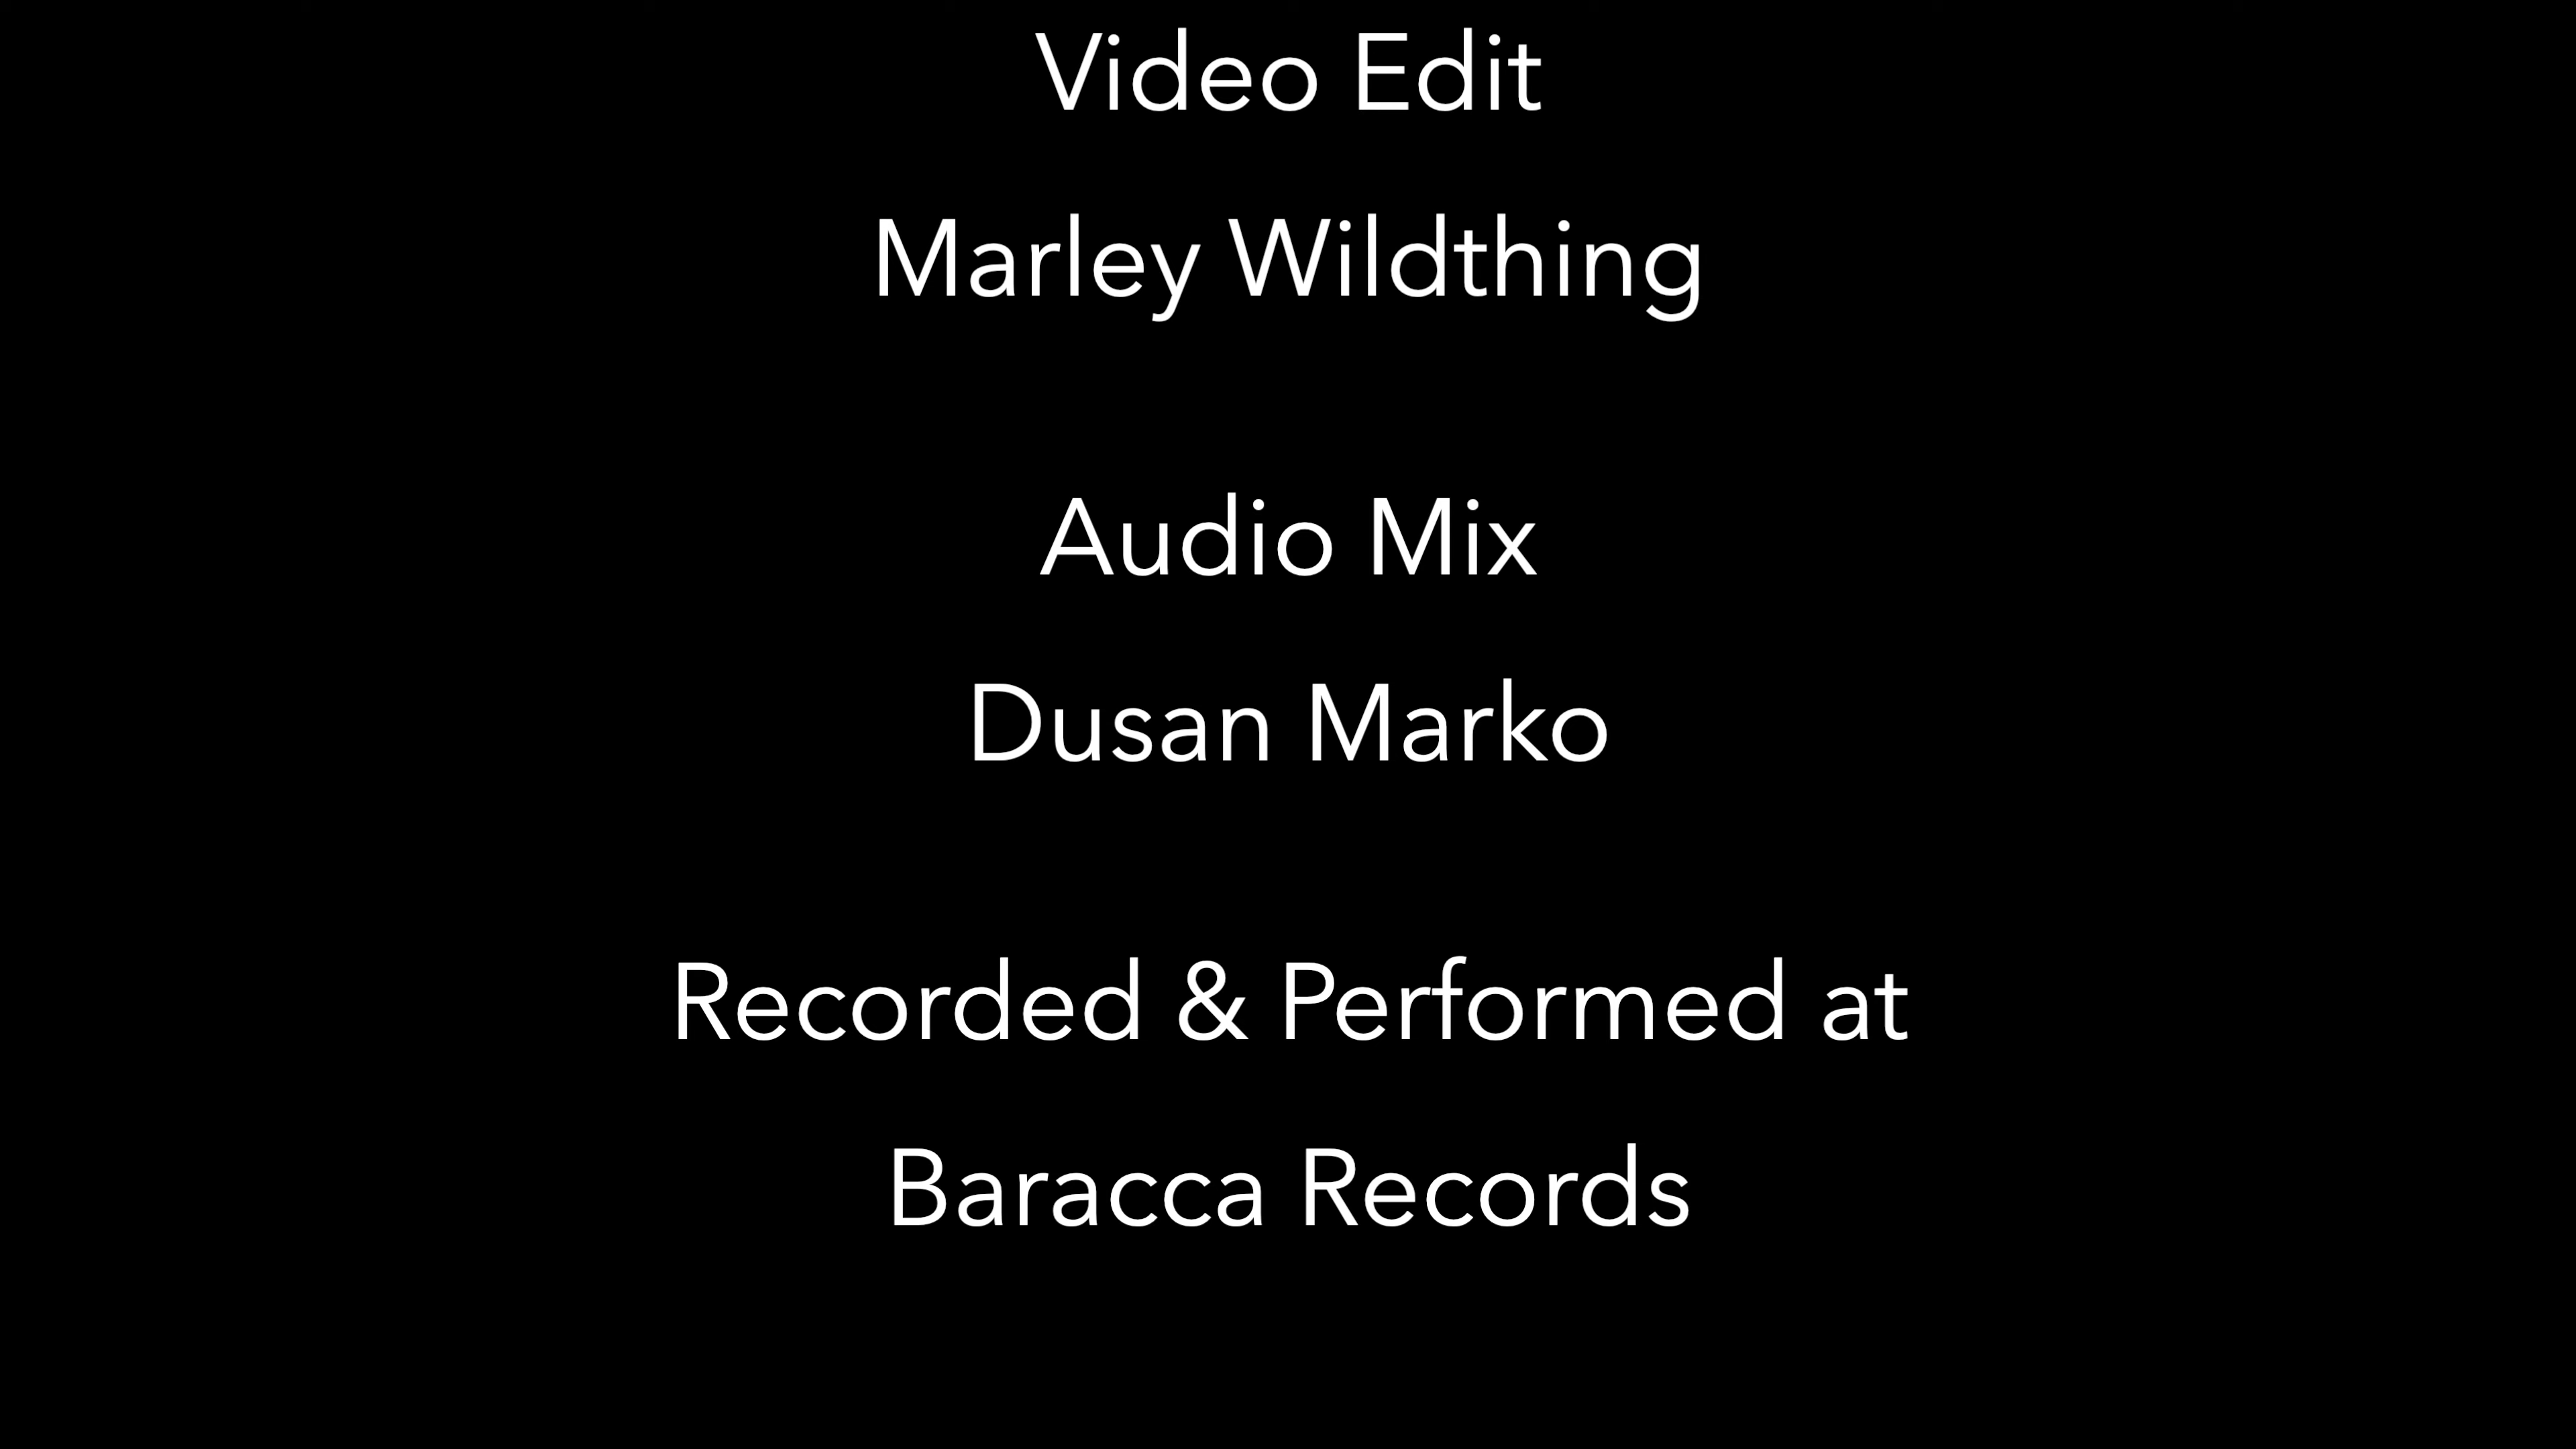 Video Edit
Marley Wildthing
Audio Mix
Dusan Marko
Recorded & Performed at
Baracca Records